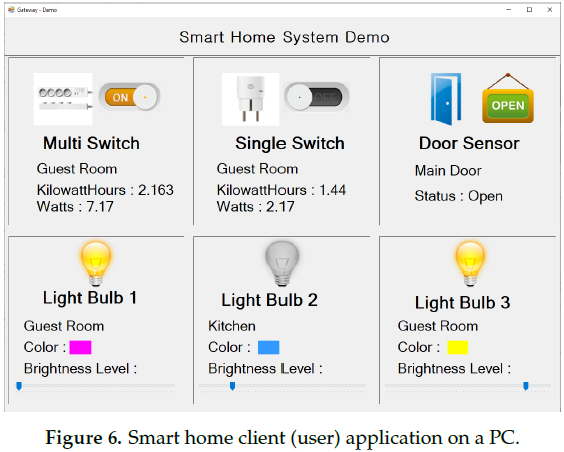 Gateway - Demo
Smart Home System Demo
ON
OFF
OPEN
Multi Switch
Guest Room
KilowattHours : 2.163
Watts : 7.17
Single Switch
Guest Room
KilowattHours : 1.44
Watts : 2.17
Door Sensor
Main Door
Status : Open
Light Bulb 1
Guest Room
Color :
Brightness Level :
Light Bulb 2
Kitchen
Color :
Brightness Level :
Light Bulb 3
Guest Room
Color :
Brightness Level :
Figure 6. Smart home client (user) application on a PC.